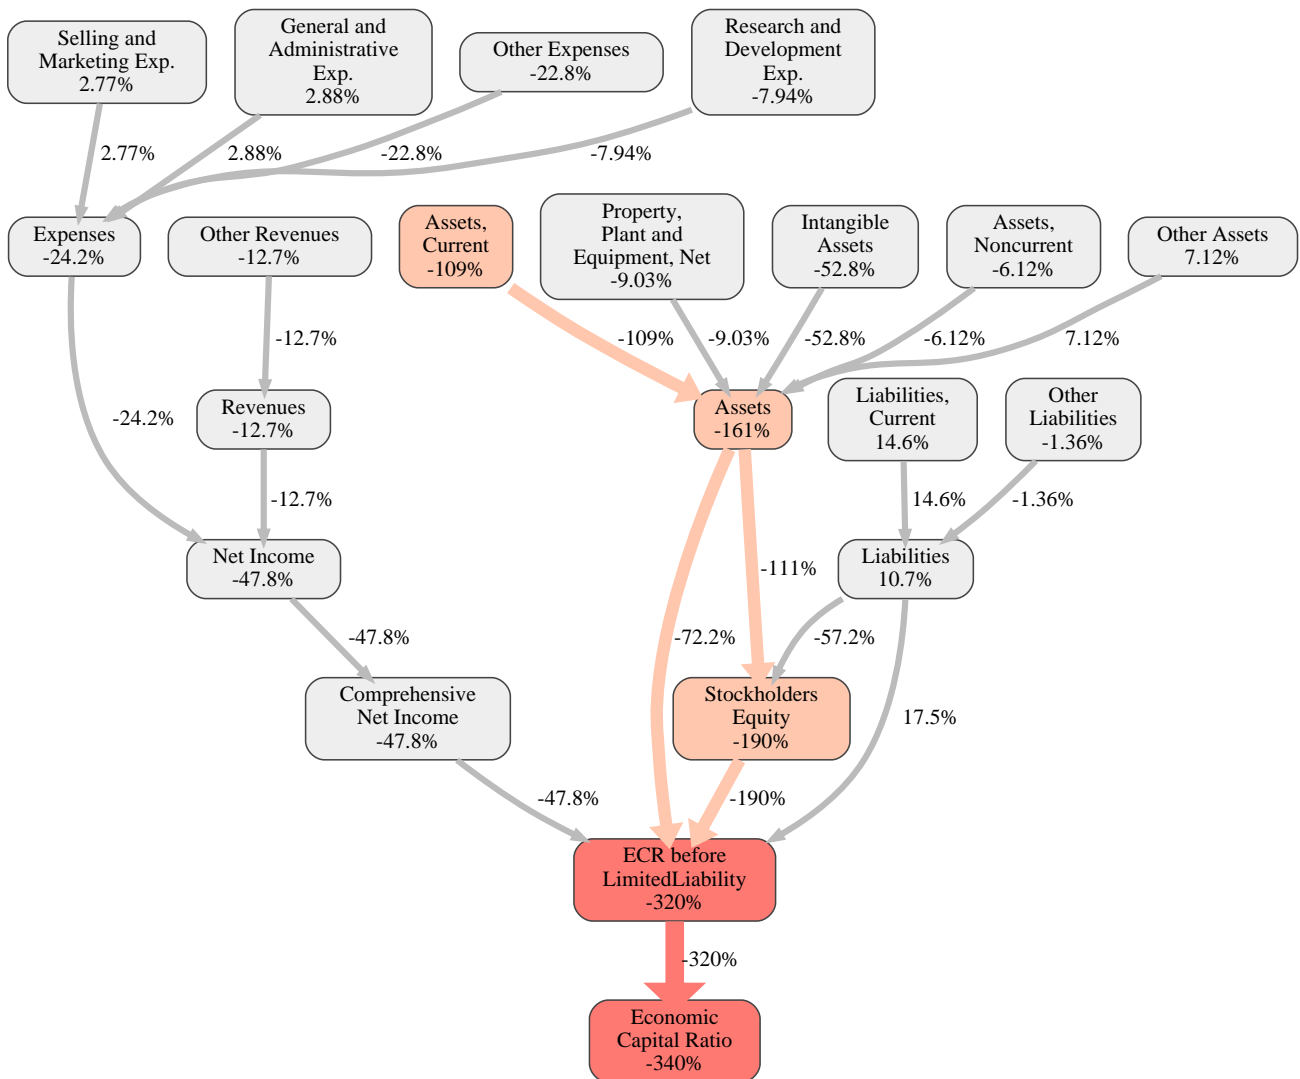 Selling and
Marketing Exp.
2.77%
General and
Administrative
Exp.
2.88%
Other Expenses
-22.8%
Research and
Development
Exp.
-7.94%
2.77%
2.88%
-22.8%
-7.94%
Expenses
-24.2%
Other Revenues
-12.7%
Assets,
Current
-109%
Property,
Plant and
Equipment, Net
-9.03%
Intangible
Assets
-52.8%
Assets,
Noncurrent
-6.12%
Other Assets
7.12%
-12.7%
-109%
-9.03%
-52.8%
-6.12%
7.12%
-24.2%
Revenues
-12.7%
Assets
-161%
Liabilities,
Current
14.6%
Other
Liabilities
-1.36%
-12.7%
14.6%
-1.36%
Net Income
-47.8%
-111%
Liabilities
10.7%
-47.8%
-72.2%
-57.2%
Comprehensive
Net Income
-47.8%
Stockholders
Equity
-190%
17.5%
-47.8%
-190%
ECR before
LimitedLiability
-320%
-320%
Economic
Capital Ratio
-340%